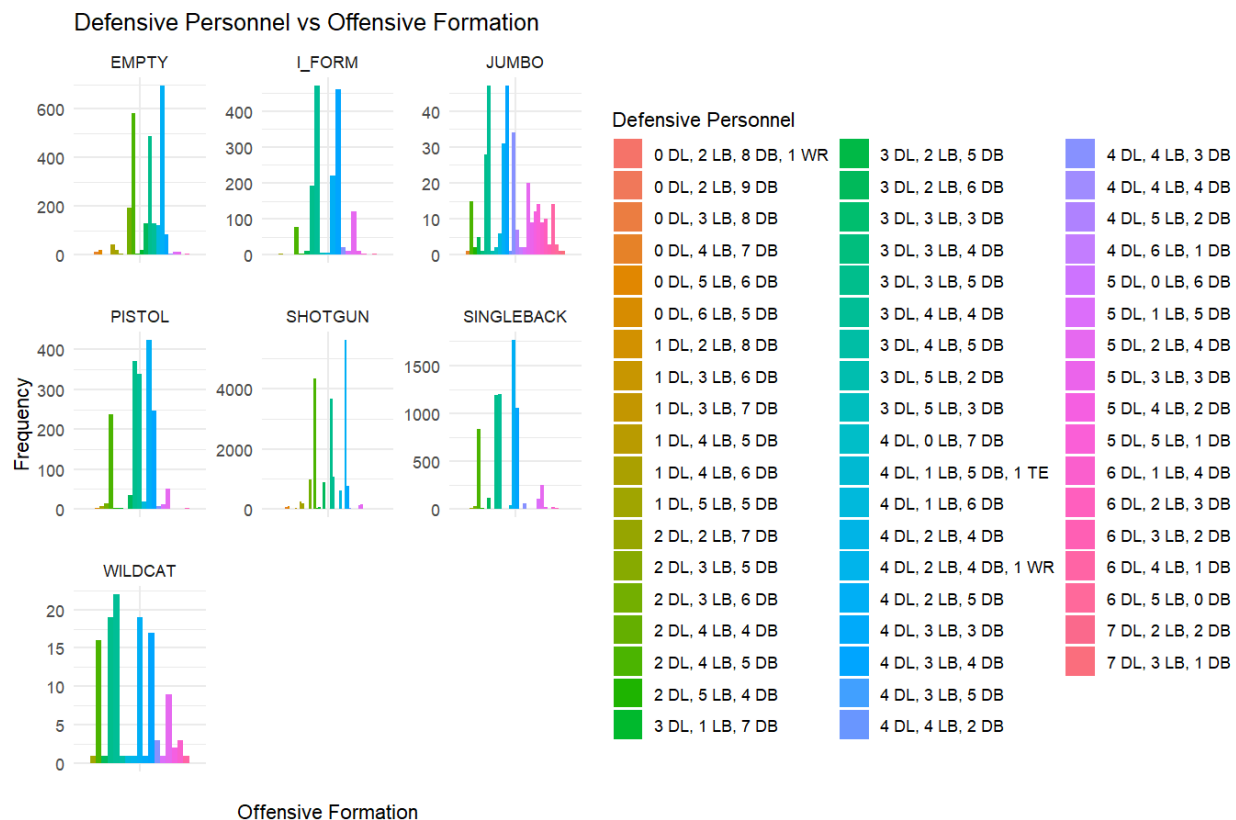 Defensive Personnel vs Offensive Formation
EMPTY
I_FORM
JUMBO
600
400
200
0
400
300
200
100
0
40
30
20
10
0
PISTOL
SHOTGUN
SINGLEBACK
400
300
200
100
0
4000
2000
0
1500
1000
500
0
WILDCAT
20
15
10
5
0
Frequency
Offensive Formation
Defensive Personnel
0 DL, 2 LB, 8 DB, 1 WR
0 DL, 2 LB, 9 DB
0 DL, 3 LB, 8 DB
0 DL, 4 LB, 7 DB
0 DL, 5 LB, 6 DB
0 DL, 6 LB, 5 DB
1 DL, 2 LB, 8 DB
1 DL, 3 LB, 6 DB
1 DL, 3 LB, 7 DB
1 DL, 4 LB, 5 DB
1 DL, 4 LB, 6 DB
1 DL, 5 LB, 5 DB
2 DL, 2 LB, 7 DB
2 DL, 3 LB, 5 DB
2 DL, 3 LB, 6 DB
2 DL, 4 LB, 4 DB
2 DL, 4 LB, 5 DB
2 DL, 5 LB, 4 DB
3 DL, 1 LB, 7 DB
3 DL, 2 LB, 5 DB
3 DL, 2 LB, 6 DB
3 DL, 3 LB, 3 DB
3 DL, 3 LB, 4 DB
3 DL, 3 LB, 5 DB
3 DL, 4 LB, 4 DB
3 DL, 4 LB, 5 DB
3 DL, 5 LB, 2 DB
3 DL, 5 LB, 3 DB
4 DL, 0 LB, 7 DB
4 DL, 1 LB, 5 DB, 1 TE
4 DL, 1 LB, 6 DB
4 DL, 2 LB, 4 DB
4 DL, 2 LB, 4 DB, 1 WR
4 DL, 2 LB, 5 DB
4 DL, 3 LB, 3 DB
4 DL, 3 LB, 4 DB
4 DL, 3 LB, 5 DB
4 DL, 4 LB, 2 DB
4 DL, 4 LB, 3 DB
4 DL, 4 LB, 4 DB
4 DL, 5 LB, 2 DB
4 DL, 6 LB, 1 DB
5 DL, 0 LB, 6 DB
5 DL, 1 LB, 5 DB
5 DL, 2 LB, 4 DB
5 DL, 3 LB, 3 DB
5 DL, 4 LB, 2 DB
5 DL, 5 LB, 1 DB
6 DL, 1 LB, 4 DB
6 DL, 2 LB, 3 DB
6 DL, 3 LB, 2 DB
6 DL, 4 LB, 1 DB
6 DL, 5 LB, 0 DB
7 DL, 2 LB, 2 DB
7 DL, 3 LB, 1 DB